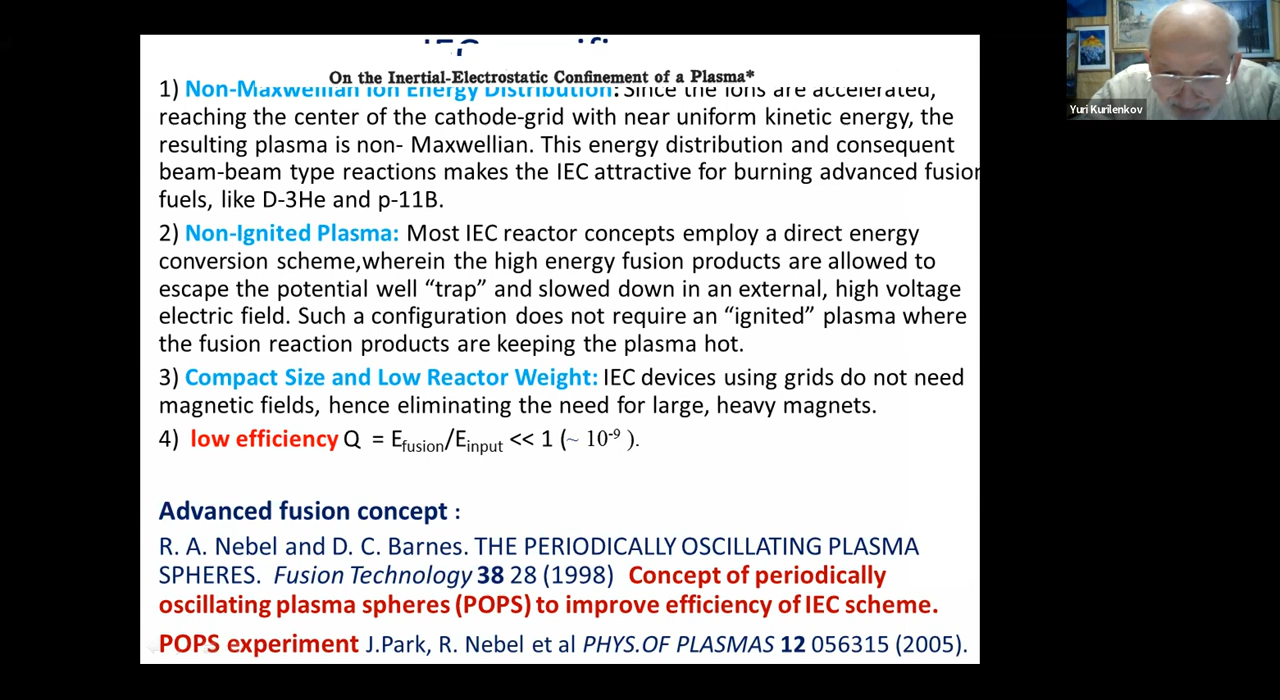 On the Inertial-Electrostatic Confinement of a Plasma*
1) Non-Maxwellian Ion Energy Distribution: Since the ions are accelerated,
reaching the center of the cathode-grid with near uniform kinetic energy, the
resulting plasma is non- Maxwellian. This energy distribution and consequent
beam-beam type reactions makes the IEC attractive for burning advanced fusion
fuels, like D-3He and p-11B.
2) Non-Ignited Plasma: Most IEC reactor concepts employ a direct energy
conversion scheme,wherein the high energy fusion products are allowed to
escape the potential well “trap” and slowed down in an external, high voltage
electric field. Such a configuration does not require an “ignited” plasma where
the fusion reaction products are keeping the plasma hot.
3) Compact Size and Low Reactor Weight: IEC devices using grids do not need
magnetic fields, hence eliminating the need for large, heavy magnets.
4) low efficiency Q = Efusion/Einput << 1 (~ 10-9 ).
Advanced fusion concept :
R. A. Nebel and D. C. Barnes. THE PERIODICALLY OSCILLATING PLASMA
SPHERES. Fusion Technology 38 28 (1998) Concept of periodically
oscillating plasma spheres (POPS) to improve efficiency of IEC scheme.
POPS experiment J.Park, R. Nebel et al PHYS.OF PLASMAS 12 056315 (2005).
Yuri Kurilenkov